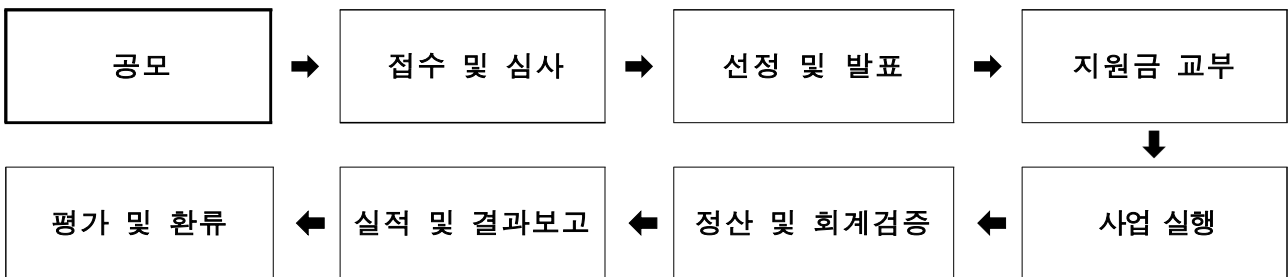 공모
접수 및 심사
선정 및 발표
지원금 교부
사업 실행
정산 및 회계검증
실적 및 결과보고
평가 및 환류